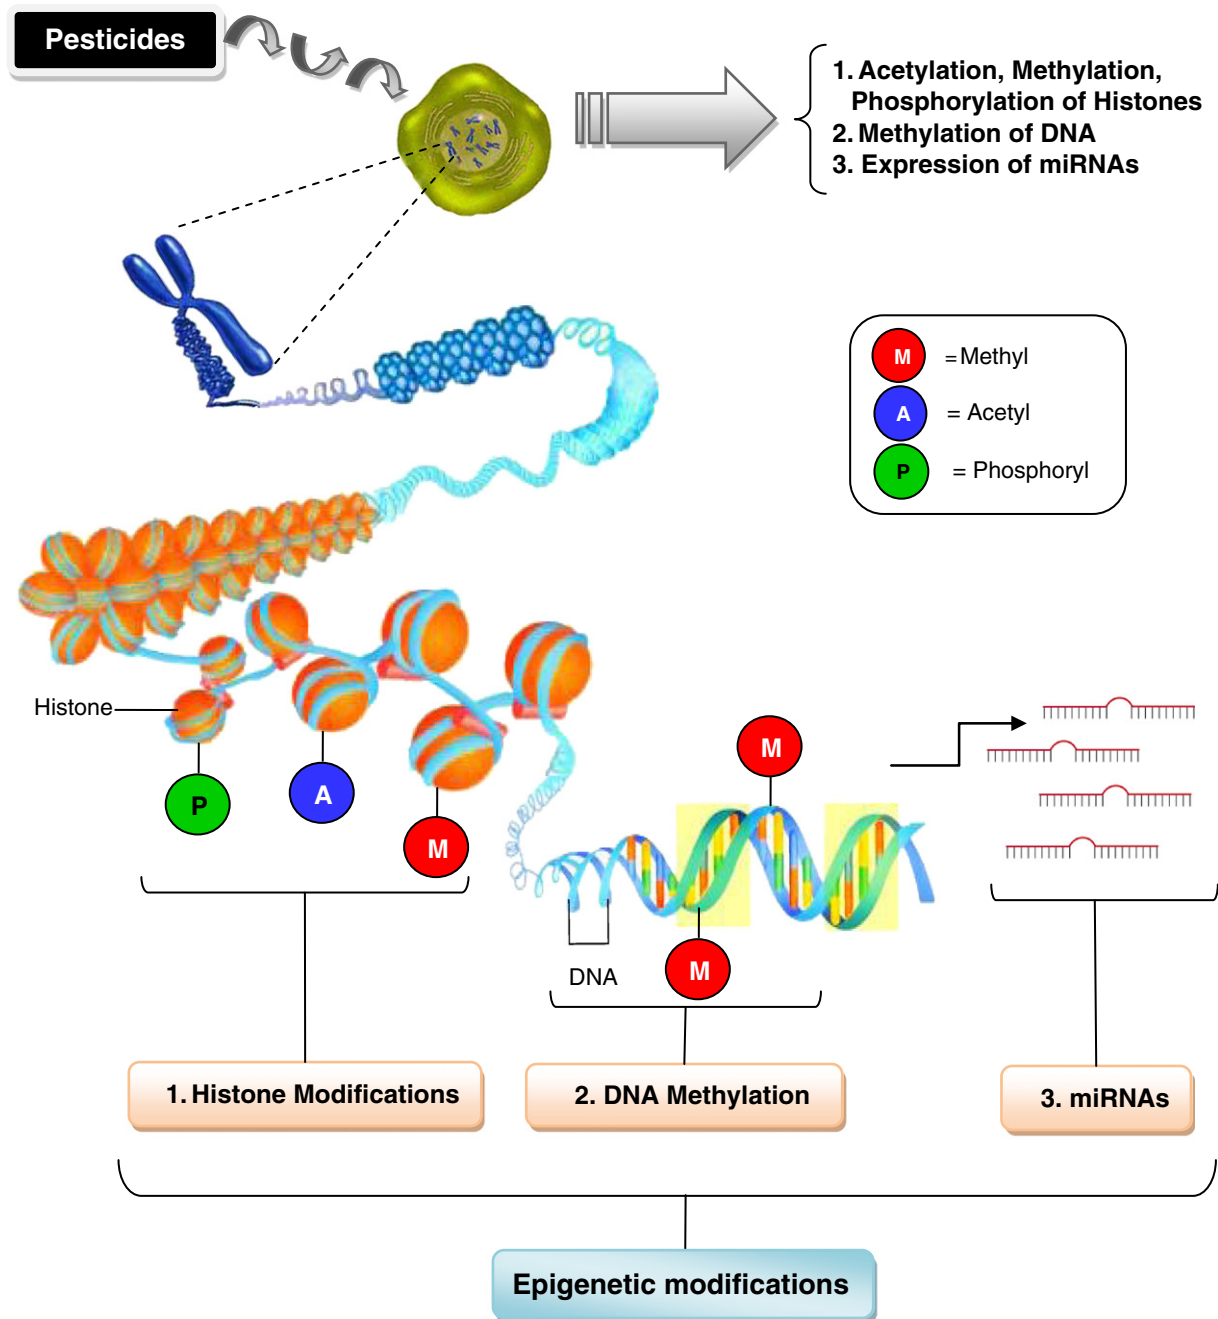 Pesticides
1. Acetylation, Methylation,
Phosphorylation of Histones
2. Methylation of DNA
3. Expression of miRNAs
M = Methyl
A = Acetyl
P = Phosphoryl
Histone
P
A
M
M
M
DNA
1. Histone Modifications
2. DNA Methylation
3. miRNAs
Epigenetic modifications